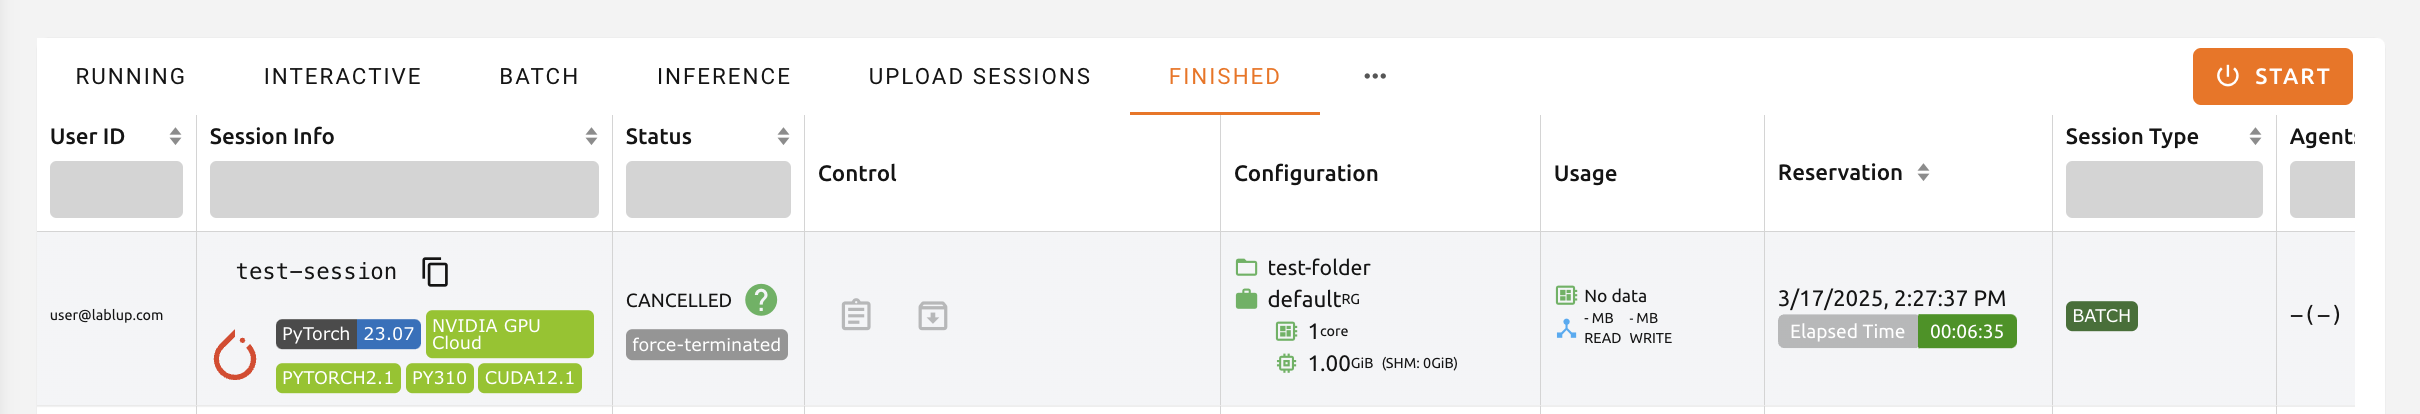 RUNNING INTERACTIVE BATCH INFERENCE UPLOAD SESSIONS FINISHED ••• START
User ID Session Info Status Control Configuration Usage Reservation Session Type Agents
user@lablup.com
test-session
PyTorch 23.07 NVIDIA GPU Cloud
PYTORCH2.1 PY310 CUDA12.1
CANCELLED ?
force-terminated
test-folder
defaultRG
1core
1.00GiB (SHM: 0GiB)
No data
- MB - MB
READ WRITE
3/17/2025, 2:27:37 PM
Elapsed Time 00:06:35
BATCH
-(-)